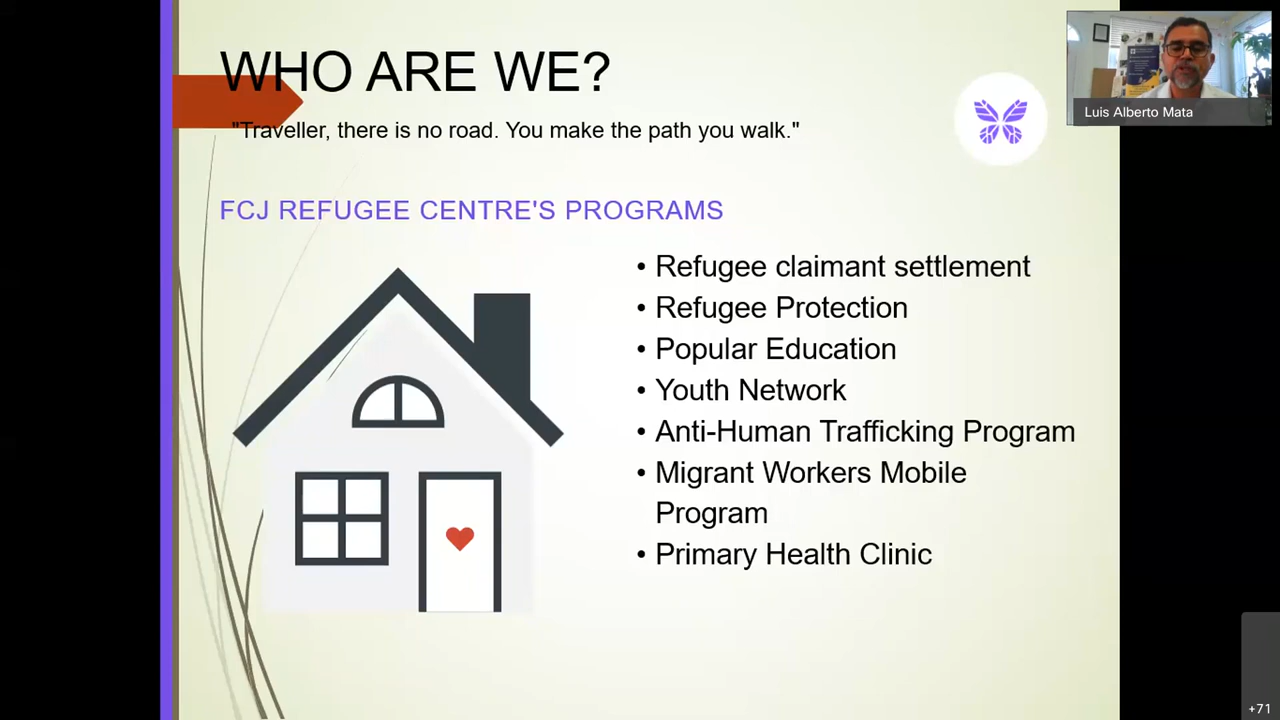 WHO ARE WE?
"Traveller, there is no road. You make the path you walk."
Luis Alberto Mata
FCJ REFUGEE CENTRE'S PROGRAMS
• Refugee claimant settlement
• Refugee Protection
• Popular Education
• Youth Network
• Anti-Human Trafficking Program
• Migrant Workers Mobile
Program
• Primary Health Clinic
+71